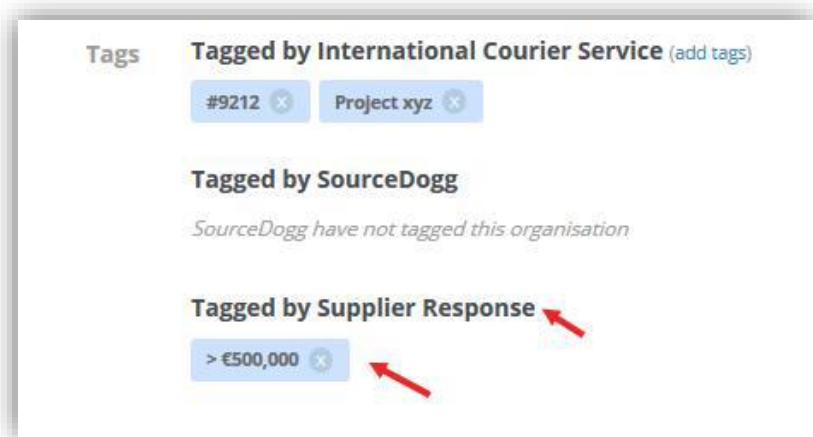 Tags
Tagged by International Courier Service (add tags)
#9212 x Project xyz x
Tagged by SourceDogg
SourceDogg have not tagged this organisation
Tagged by Supplier Response
> €500,000 x